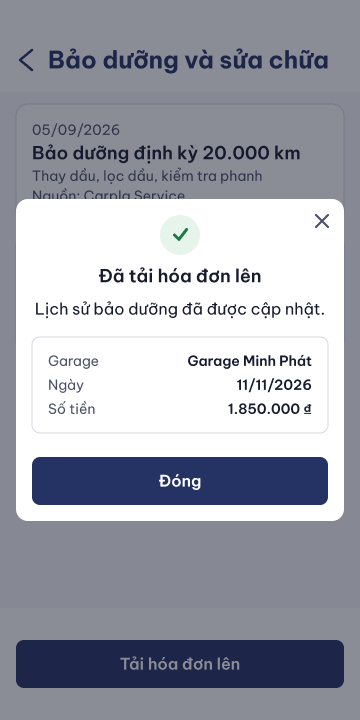 Bảo dưỡng và sửa chữa
05/09/2026
Bảo dưỡng định kỳ 20.000 km
Thay dầu, lọc dầu, kiểm tra phanh
Nguồn: Carpla Service
Đã tải hóa đơn lên
Lịch sử bảo dưỡng đã được cập nhật.
Garage Garage Minh Phát
Ngày 11/11/2026
Số tiền 1.850.000 ₫
Đóng
Tải hóa đơn lên